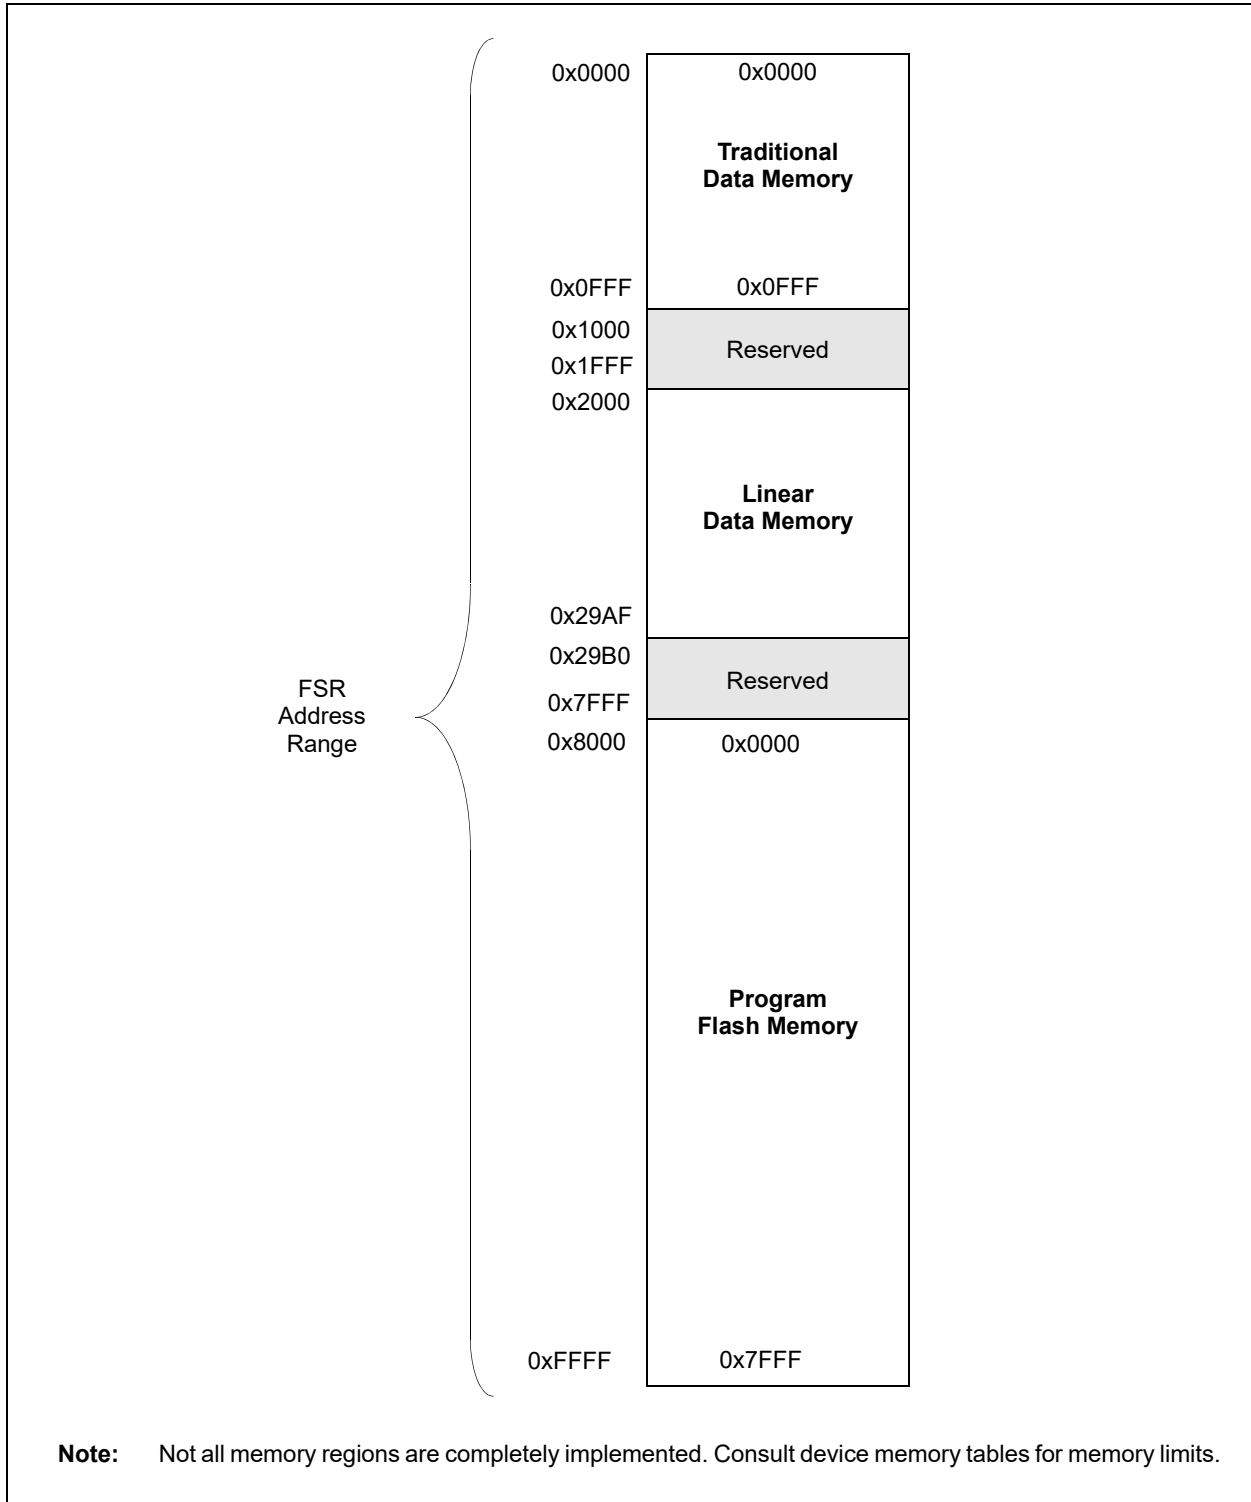 0x0000 0x0000
Traditional
Data Memory
0x0FFF 0x0FFF
0x1000
Reserved
0x1FFF
0x2000
Linear
Data Memory
0x29AF
0x29B0
Reserved
0x7FFF
FSR
Address
Range
0x8000 0x0000
Program
Flash Memory
0xFFFF 0x7FFF
Note: Not all memory regions are completely implemented. Consult device memory tables for memory limits.